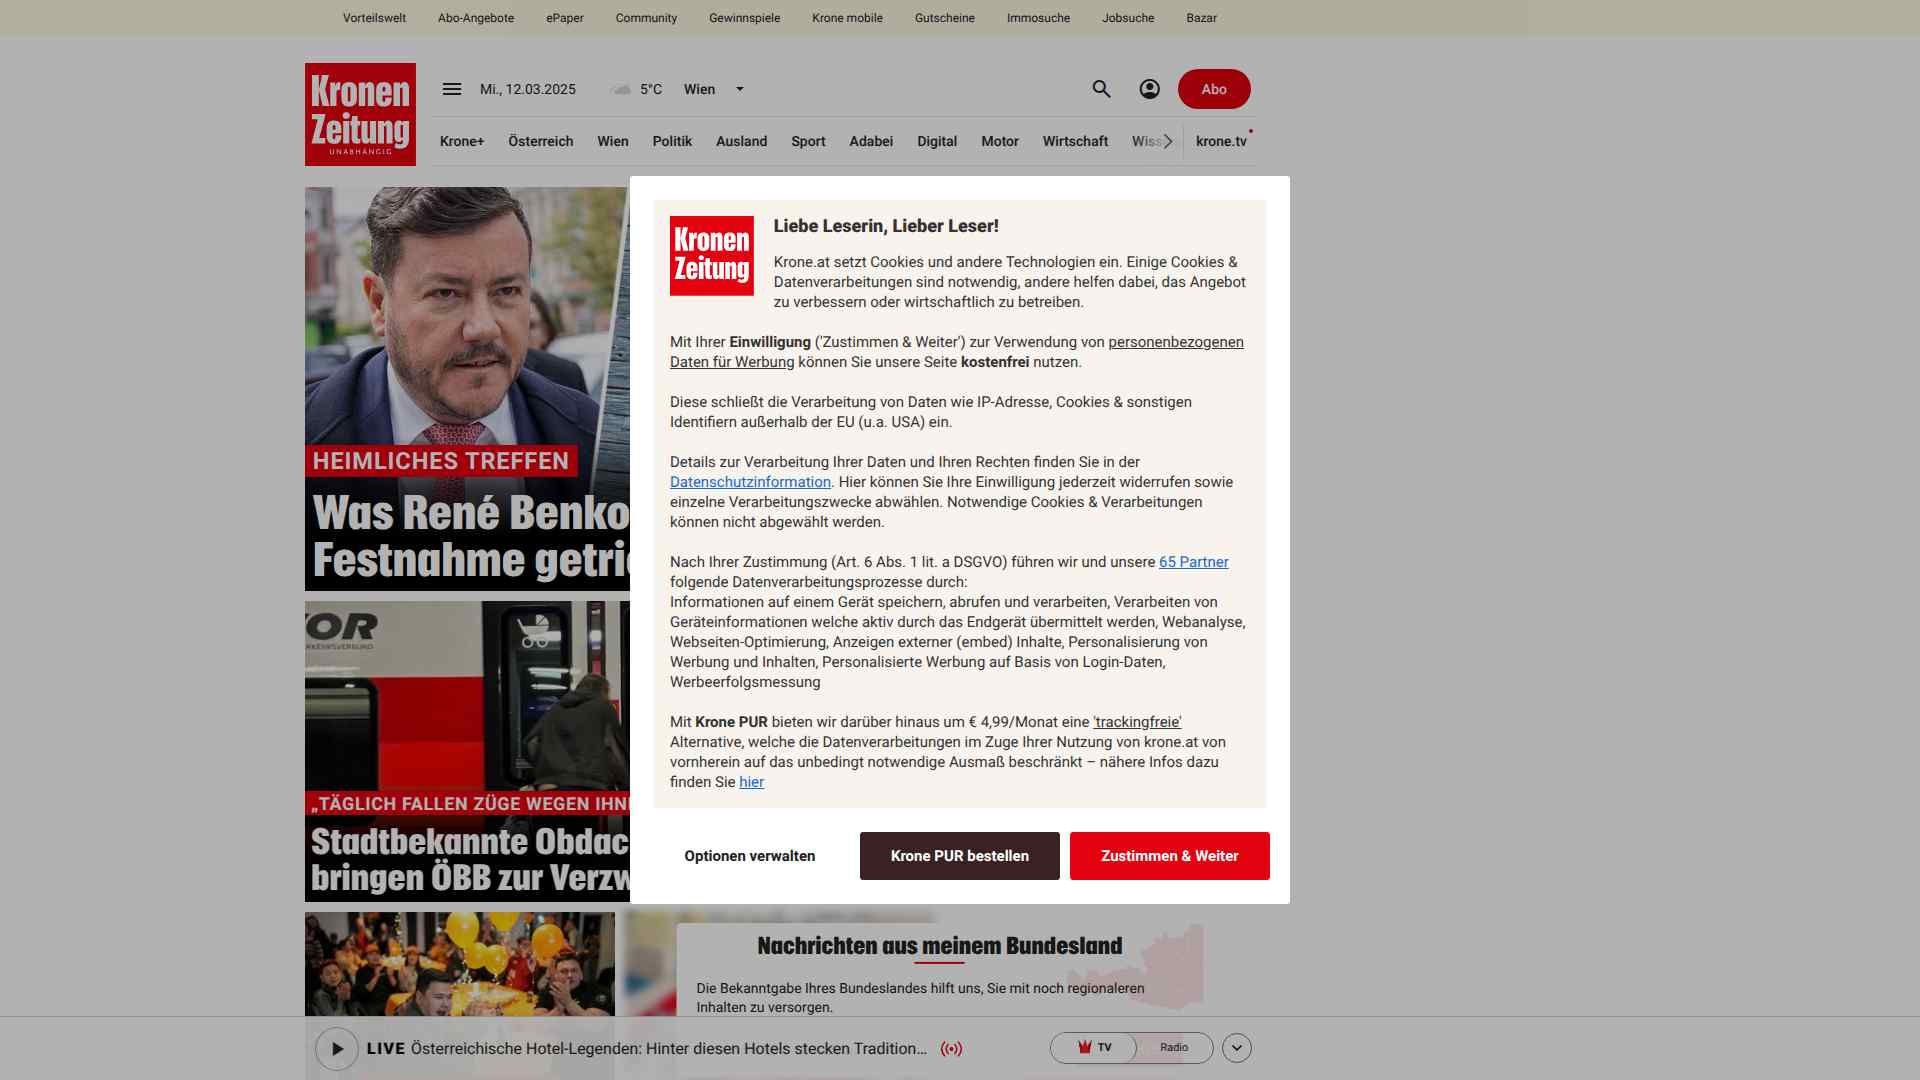 Vorteilswelt Abo-Angebote ePaper Community Gewinnspiele Krone mobile Gutscheine Immosuche Jobsuche Bazar
Kronen
Zeitung
UNABHÄNGIG
Mi., 12.03.2025 5°C Wien Abo
Krone+ Österreich Wien Politik Ausland Sport Adabei Digital Motor Wirtschaft Wiss krone.tv
HEIMLICHES TREFFEN
Was René Benko
Festnahme getri
VOR
VERKEHRSVERBUND
„TÄGLICH FALLEN ZÜGE WEGEN IHNE
Stadtbekannte Obdac
bringen ÖBB zur Verzw
Kronen
Zeitung
Liebe Leserin, Lieber Leser!
Krone.at setzt Cookies und andere Technologien ein. Einige Cookies &
Datenverarbeitungen sind notwendig, andere helfen dabei, das Angebot
zu verbessern oder wirtschaftlich zu betreiben.
Mit Ihrer Einwilligung ('Zustimmen & Weiter') zur Verwendung von personenbezogenen
Daten für Werbung können Sie unsere Seite kostenfrei nutzen.
Diese schließt die Verarbeitung von Daten wie IP-Adresse, Cookies & sonstigen
Identifiern außerhalb der EU (u.a. USA) ein.
Details zur Verarbeitung Ihrer Daten und Ihren Rechten finden Sie in der
Datenschutzinformation. Hier können Sie Ihre Einwilligung jederzeit widerrufen sowie
einzelne Verarbeitungszwecke abwählen. Notwendige Cookies & Verarbeitungen
können nicht abgewählt werden.
Nach Ihrer Zustimmung (Art. 6 Abs. 1 lit. a DSGVO) führen wir und unsere 65 Partner
folgende Datenverarbeitungsprozesse durch:
Informationen auf einem Gerät speichern, abrufen und verarbeiten, Verarbeiten von
Geräteinformationen welche aktiv durch das Endgerät übermittelt werden, Webanalyse,
Webseiten-Optimierung, Anzeigen externer (embed) Inhalte, Personalisierung von
Werbung und Inhalten, Personalisierte Werbung auf Basis von Login-Daten,
Werbeerfolgsmessung
Mit Krone PUR bieten wir darüber hinaus um € 4,99/Monat eine 'trackingfreie'
Alternative, welche die Datenverarbeitungen im Zuge Ihrer Nutzung von krone.at von
vornherein auf das unbedingt notwendige Ausmaß beschränkt – nähere Infos dazu
finden Sie hier
Optionen verwalten Krone PUR bestellen Zustimmen & Weiter
Nachrichten aus meinem Bundesland
Die Bekanntgabe Ihres Bundeslandes hilft uns, Sie mit noch regionaleren
Inhalten zu versorgen.
LIVE Österreichische Hotel-Legenden: Hinter diesen Hotels stecken Tradition... TV Radio